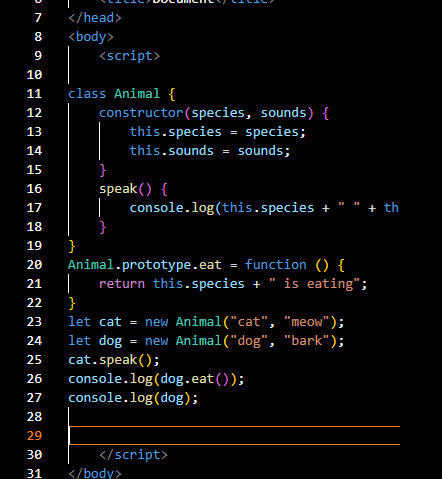 6 <title>Document</title>
7 </head>
8 <body>
9 <script>
10
11 class Animal {
12 constructor(species, sounds) {
13 this.species = species;
14 this.sounds = sounds;
15 }
16 speak() {
17 console.log(this.species + " " + th
18 }
19 }
20 Animal.prototype.eat = function () {
21 return this.species + " is eating";
22 }
23 let cat = new Animal("cat", "meow");
24 let dog = new Animal("dog", "bark");
25 cat.speak();
26 console.log(dog.eat());
27 console.log(dog);
28
29
30 </script>
31 </body>